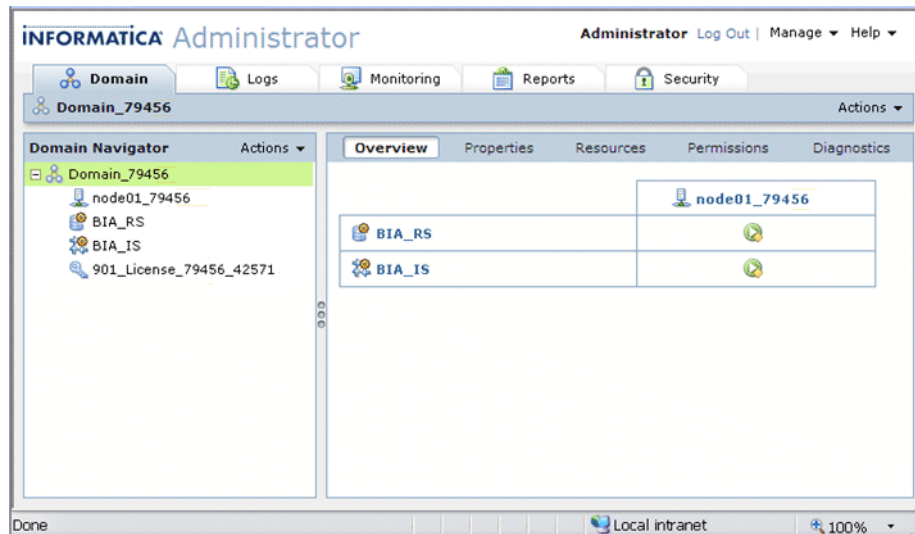 INFORMATICA Administrator Administrator Log Out | Manage Help
Domain Logs Monitoring Reports Security
Domain_79456 Actions
Domain Navigator Actions
Domain_79456
node01_79456
BIA_RS
BIA_IS
901_License_79456_42571
Overview Properties Resources Permissions Diagnostics
node01_79456
BIA_RS
BIA_IS
Done Local intranet 100%